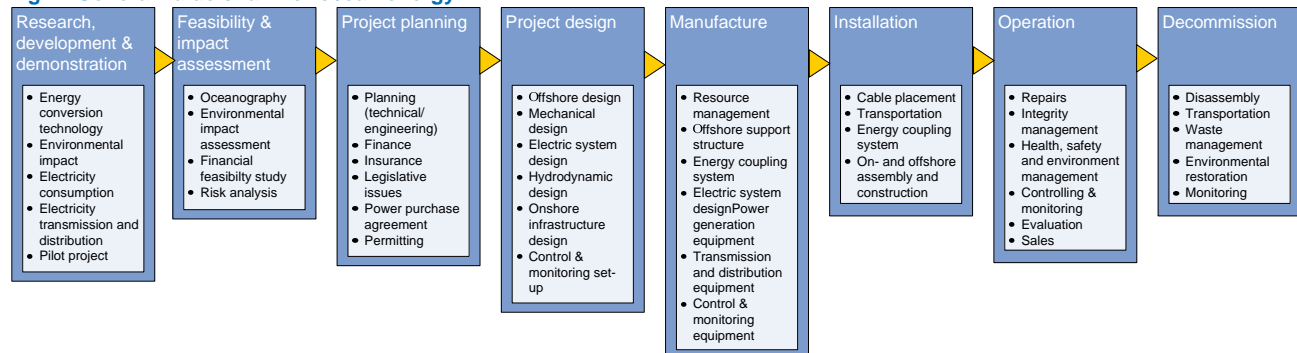 Research,
development &
demonstration
• Energy
conversion
technology
• Environmental
impact
• Electricity
consumption
• Electricity
transmission and
distribution
• Pilot project
Feasibility &
impact
assessment
• Oceanography
• Environmental
impact
assessment
• Financial
feasibilty study
• Risk analysis
Project planning
• Planning
(technical/
engineering)
• Finance
• Insurance
• Legislative
issues
• Power purchase
agreement
• Permitting
Project design
• Offshore design
• Mechanical
design
• Electric system
design
• Hydrodynamic
design
• Onshore
infrastructure
design
• Control &
monitoring set-
up
Manufacture
• Resource
management
• Offshore support
structure
• Energy coupling
system
• Electric system
designPower
generation
equipment
• Transmission
and distribution
equipment
• Control &
monitoring
equipment
Installation
• Cable placement
• Transportation
• Energy coupling
system
• On- and offshore
assembly and
construction
Operation
• Repairs
• Integrity
management
• Health, safety
and environment
management
• Controlling &
monitoring
• Evaluation
• Sales
Decommission
• Disassembly
• Transportation
• Waste
management
• Environmental
restoration
• Monitoring